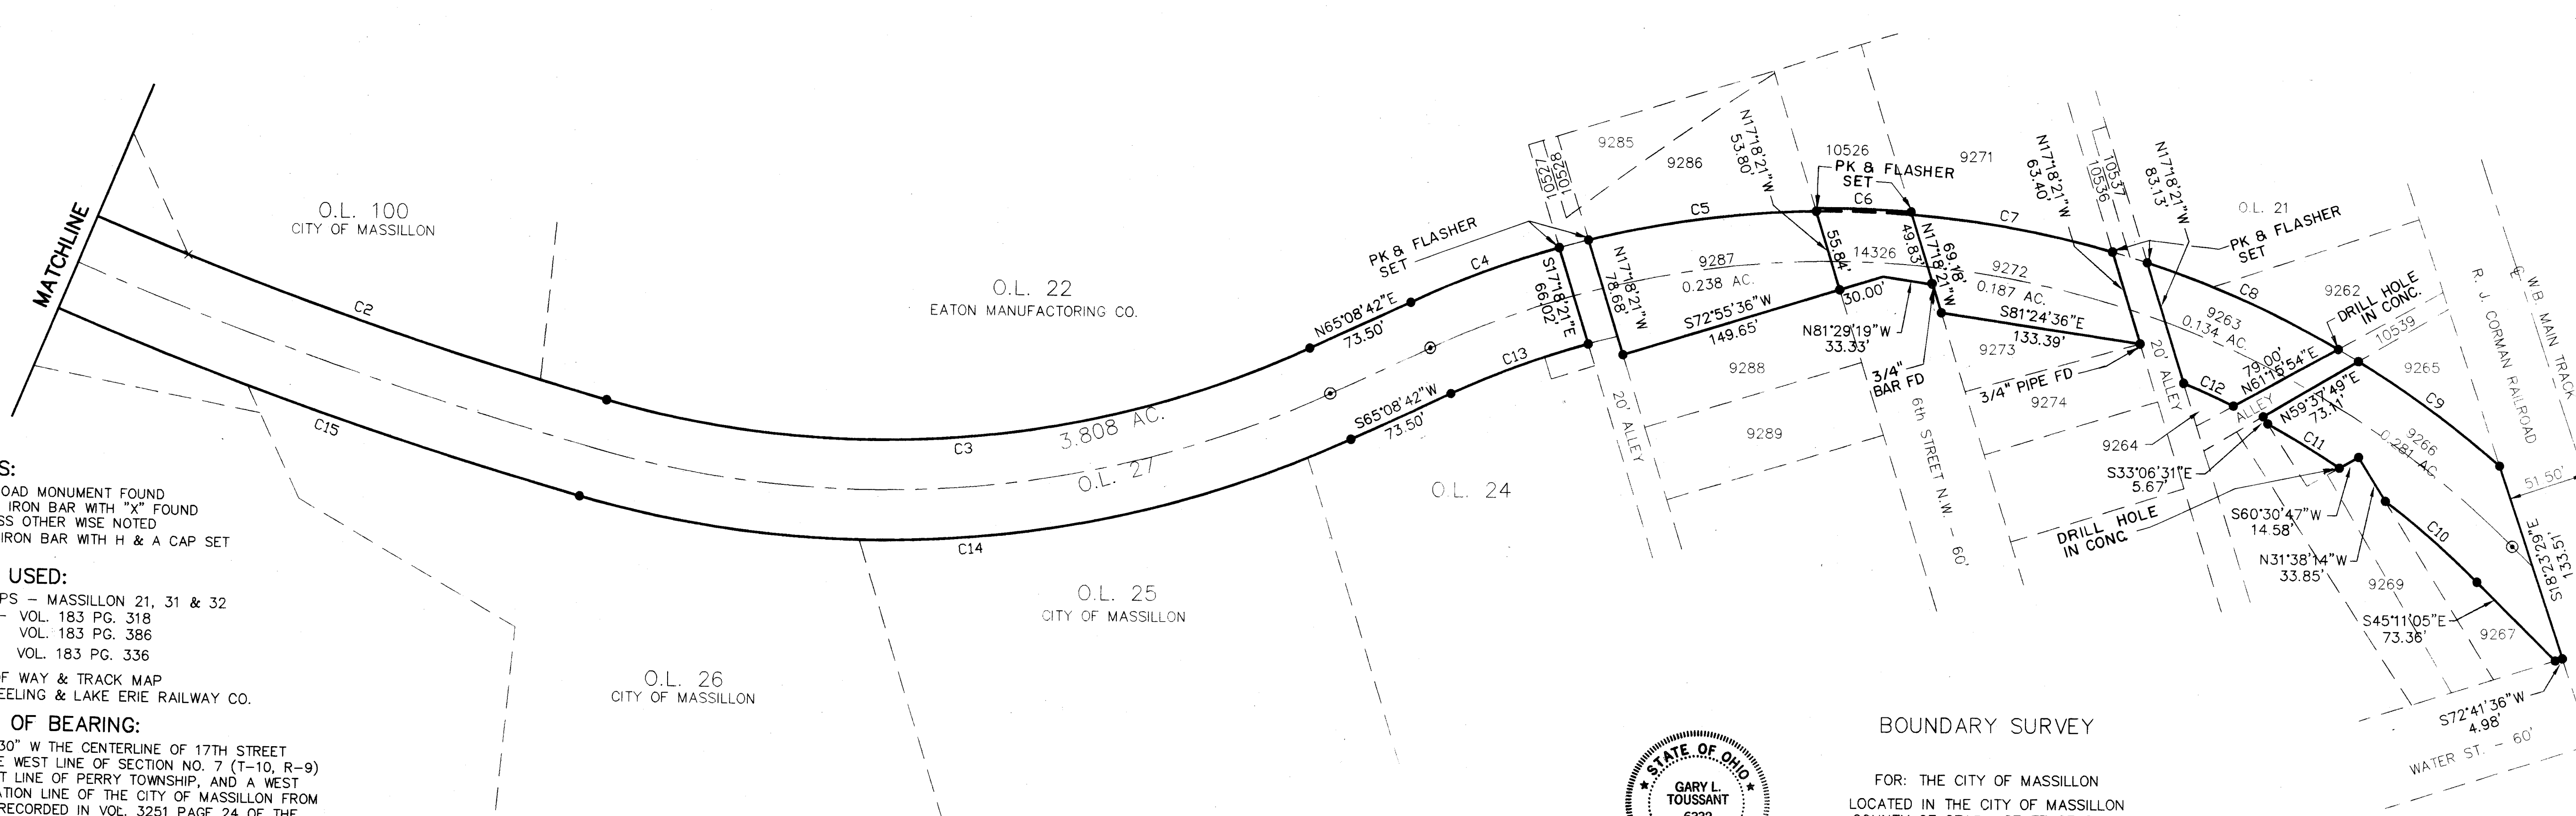 MATCHLINE
O.L. 100
CITY OF MASSILLON
C2
C15
O.L. 22
EATON MANUFACTURING CO.
C3
3.808 AC.
O.L. 27
C14
O.L. 24
O.L. 25
CITY OF MASSILLON
O.L. 26
CITY OF MASSILLON
N65°08'42"E
73.50'
C4
S65°08'42"W
73.50'
C13
PK & FLASHER
SET
10527
10528
S17°18'21"E
66.02'
N17°18'21"W
78.68'
20' ALLEY
9285
9286
C5
9287
0.238 AC.
S72°55'36"W
149.65'
9288
9289
N17°18'21"W
53.80'
55.84'
10526
PK & FLASHER
SET
C6
14326
30.00'
49.83'
N17°18'21"W
69.18'
N81°29'19"W
33.33'
3/4"
BAR FD
6th STREET N.W. - 60'
9271
C7
9272
0.187 AC.
S81°24'36"E
133.39'
9273
3/4" PIPE FD
9274
N17°18'21"W
63.40'
10537
10536
N17°18'21"W
83.13'
20' ALLEY
O.L. 21
PK & FLASHER
SET
C8
9262
9263
0.134 AC.
DRILL HOLE
IN CONC.
10539
C12
79.00'
N61°15'54"E
ALLEY
N59°37'49"E
73.11'
9264
C11
S33°06'31"E
5.67'
DRILL HOLE
IN CONC.
S60°30'47"W
14.58'
N31°38'14"W
33.85'
9265
C9
9266
0.281 AC.
C10
9269
S45°11'05"E
73.36'
9267
R. J. CORMAN RAILROAD
W.B. MAIN TRACK
51.50'
S18°23'29"E
133.51'
S72°41'36"W
4.98'
WATER ST. - 60'
S:
OAD MONUMENT FOUND
IRON BAR WITH "X" FOUND
SS OTHER WISE NOTED
IRON BAR WITH H & A CAP SET
USED:
PS - MASSILLON 21, 31 & 32
- VOL. 183 PG. 318
VOL. 183 PG. 386
VOL. 183 PG. 336
OF WAY & TRACK MAP
EELING & LAKE ERIE RAILWAY CO.
OF BEARING:
30" W THE CENTERLINE OF 17TH STREET
E WEST LINE OF SECTION NO. 7 (T-10, R-9)
T LINE OF PERRY TOWNSHIP, AND A WEST
ATION LINE OF THE CITY OF MASSILLON FROM
RECORDED IN VOL. 3251 PAGE 24 OF THE
STATE OF OHIO
GARY L.
TOUSSANT
BOUNDARY SURVEY
FOR: THE CITY OF MASSILLON
LOCATED IN THE CITY OF MASSILLON